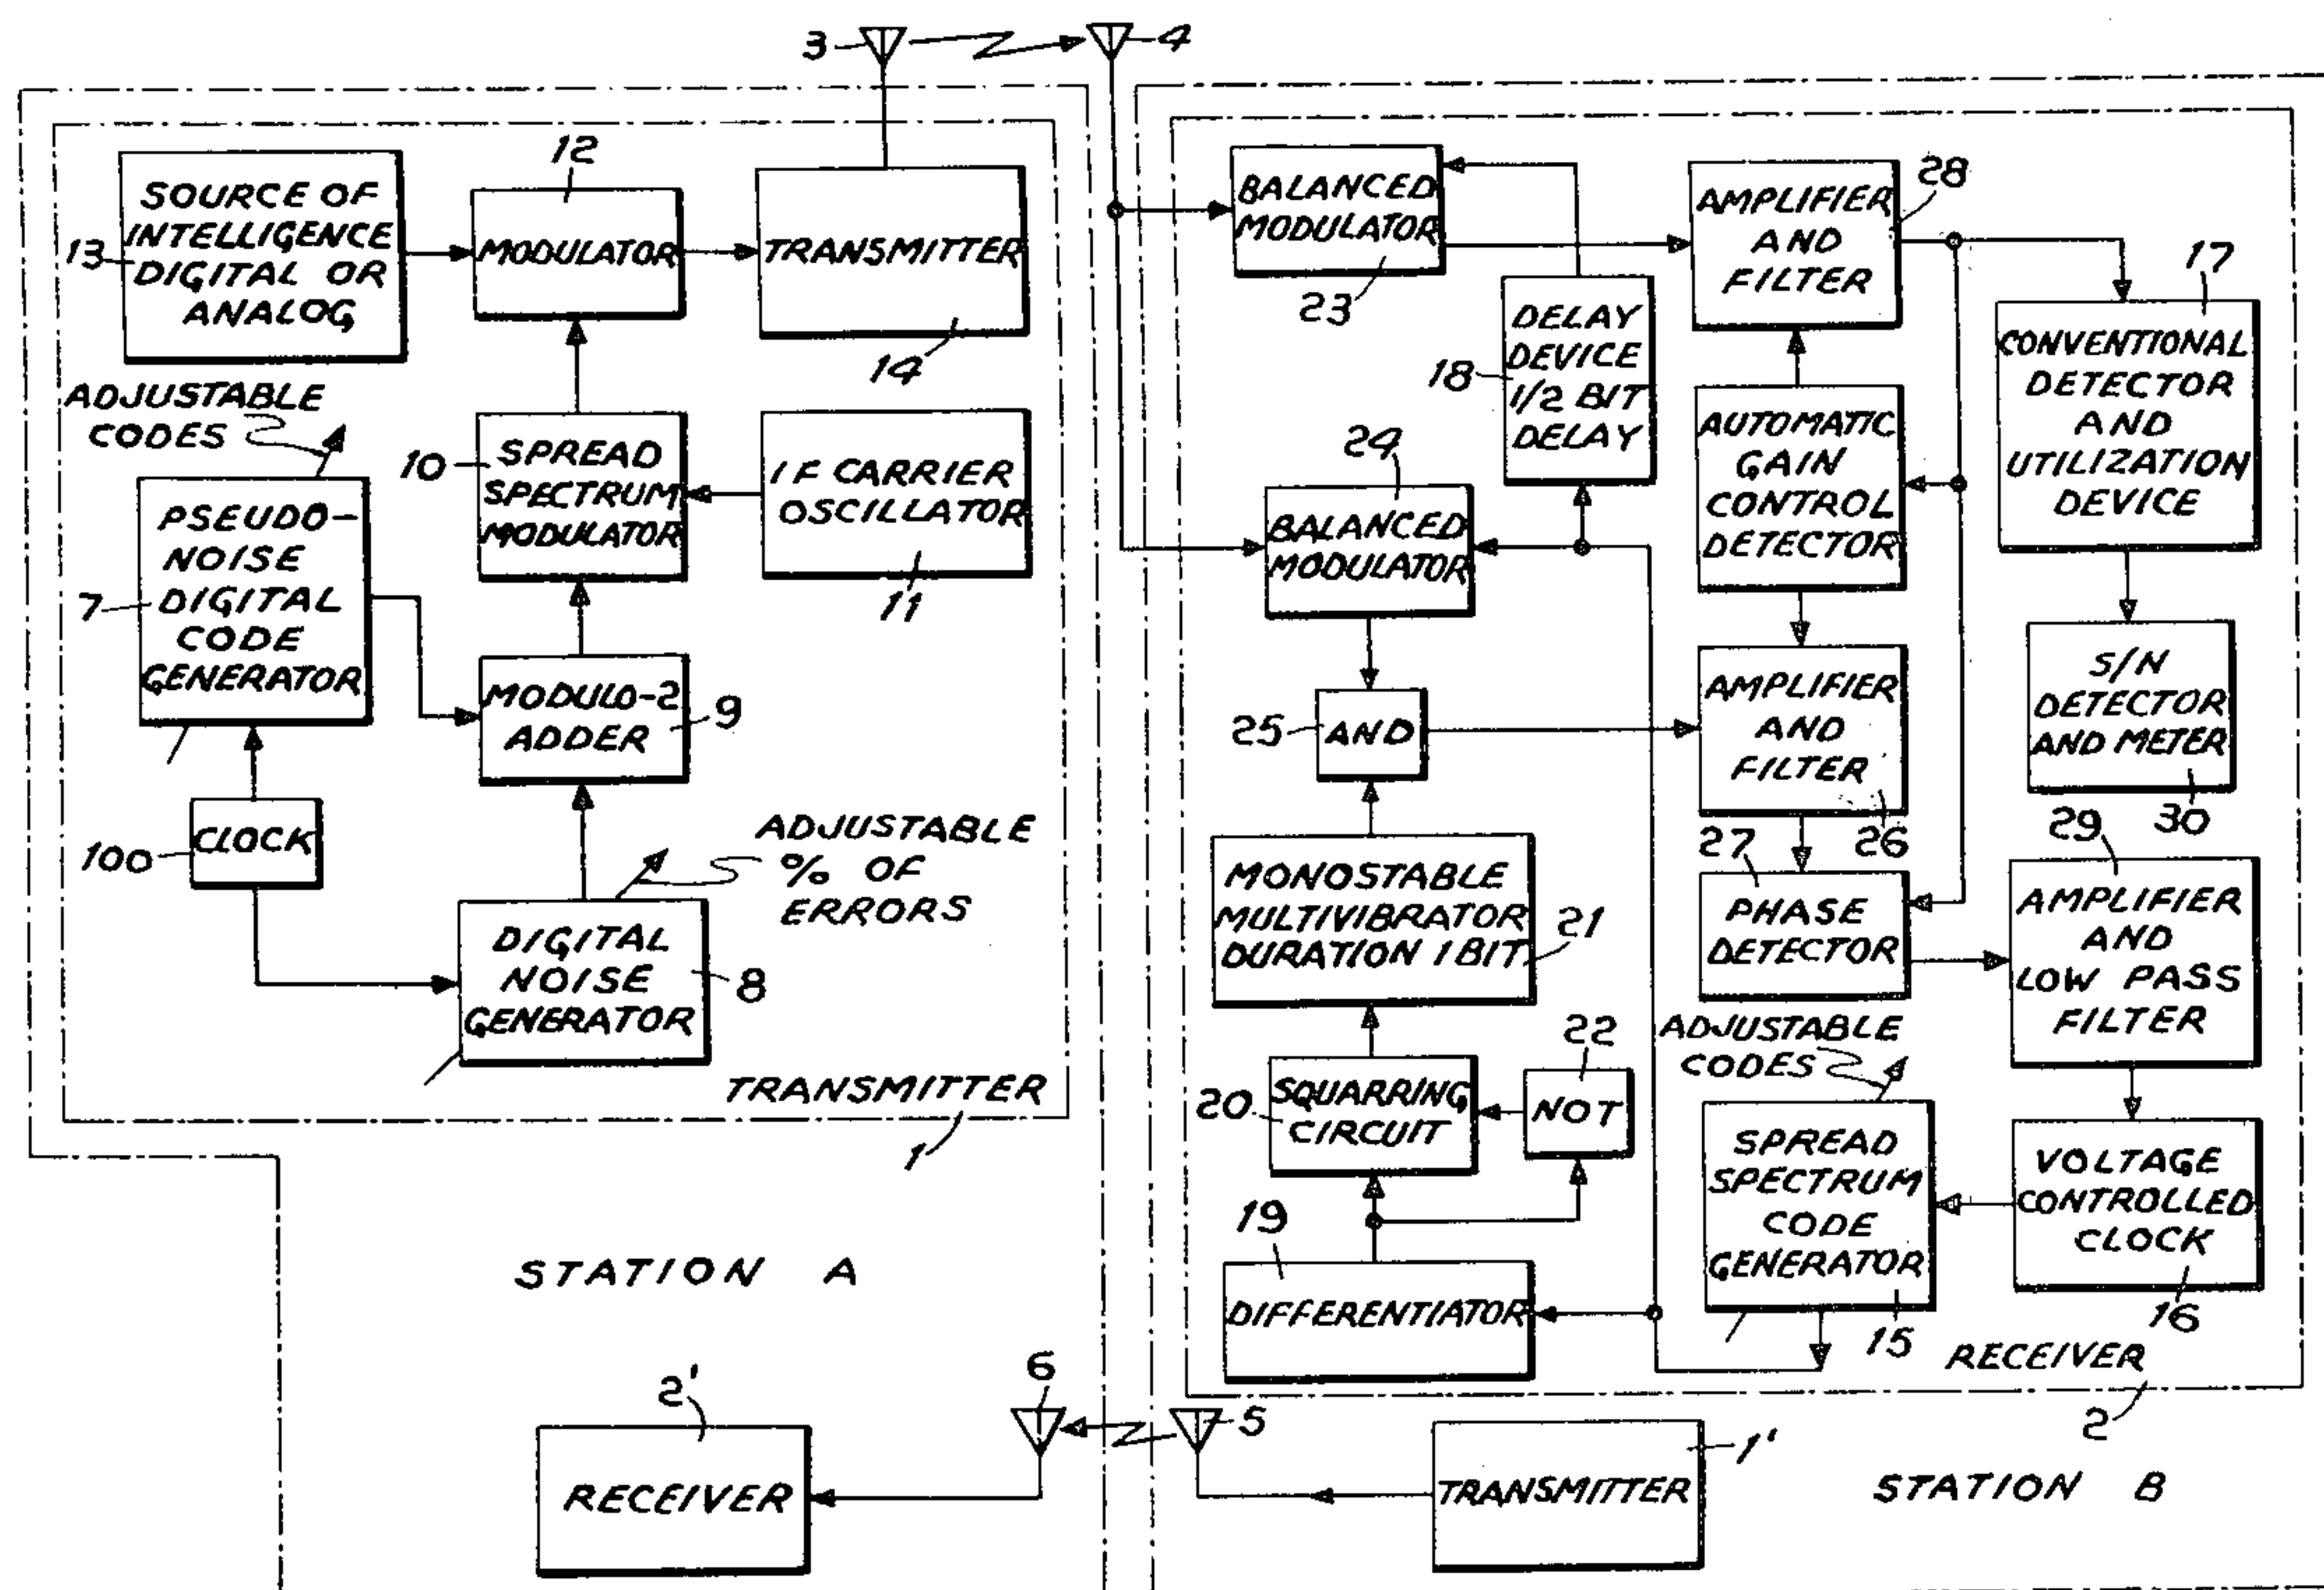 3
4
12
SOURCE OF
INTELLIGENCE
DIGITAL OR
ANALOG
13
MODULATOR
TRANSMITTER
14
ADJUSTABLE
CODES
10
SPREAD
SPECTRUM
MODULATOR
IF CARRIER
OSCILLATOR
11
PSEUDO-
NOISE
DIGITAL
CODE
GENERATOR
7
MODULO-2
ADDER
9
100
CLOCK
ADJUSTABLE
% OF
ERRORS
DIGITAL
NOISE
GENERATOR
8
TRANSMITTER
1
STATION A
2'
RECEIVER
6
BALANCED
MODULATOR
23
AMPLIFIER
AND
FILTER
28
17
DELAY
DEVICE
1/2 BIT
DELAY
18
CONVENTIONAL
DETECTOR
AND
UTILIZATION
DEVICE
24
BALANCED
MODULATOR
AUTOMATIC
GAIN
CONTROL
DETECTOR
25
AND
AMPLIFIER
AND
FILTER
26
S/N
DETECTOR
AND METER
30
27
29
MONOSTABLE
MULTIVIBRATOR
DURATION 1 BIT
21
PHASE
DETECTOR
AMPLIFIER
AND
LOW PASS
FILTER
22
ADJUSTABLE
CODES
20
SQUARRING
CIRCUIT
NOT
SPREAD
SPECTRUM
CODE
GENERATOR
15
VOLTAGE
CONTROLLED
CLOCK
16
19
DIFFERENTIATOR
RECEIVER
2
5
TRANSMITTER
1'
STATION B